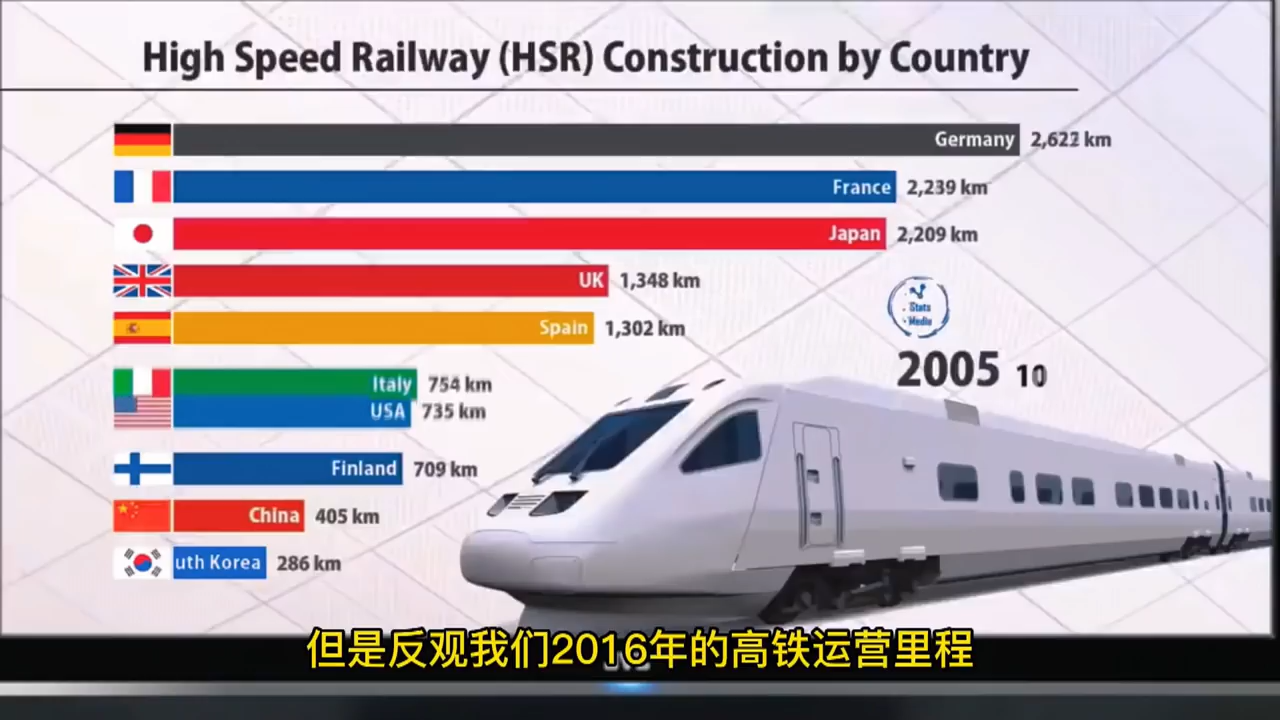 High Speed Railway (HSR) Construction by Country
Germany 2,622 km
France 2,239 km
Japan 2,209 km
UK 1,348 km
Spain 1,302 km
Italy 754 km
USA 735 km
Finland 709 km
China 405 km
uth Korea 286 km
Stats
Media
2005 10
但是反观我们2016年的高铁运营里程